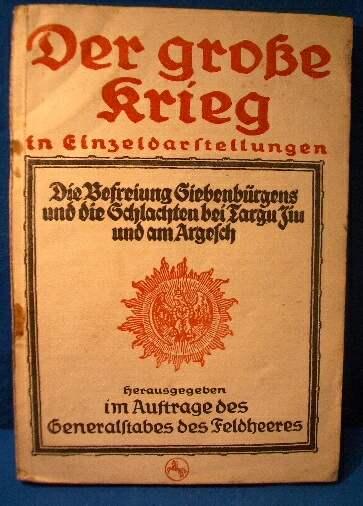 Der große
Krieg
in Einzeldarstellungen
Die Befreiung Siebenbürgens
und die Schlachten bei Targu Jiu
und am Argesch
Herausgegeben
im Auftrage des
Generalstabes des Feldheeres